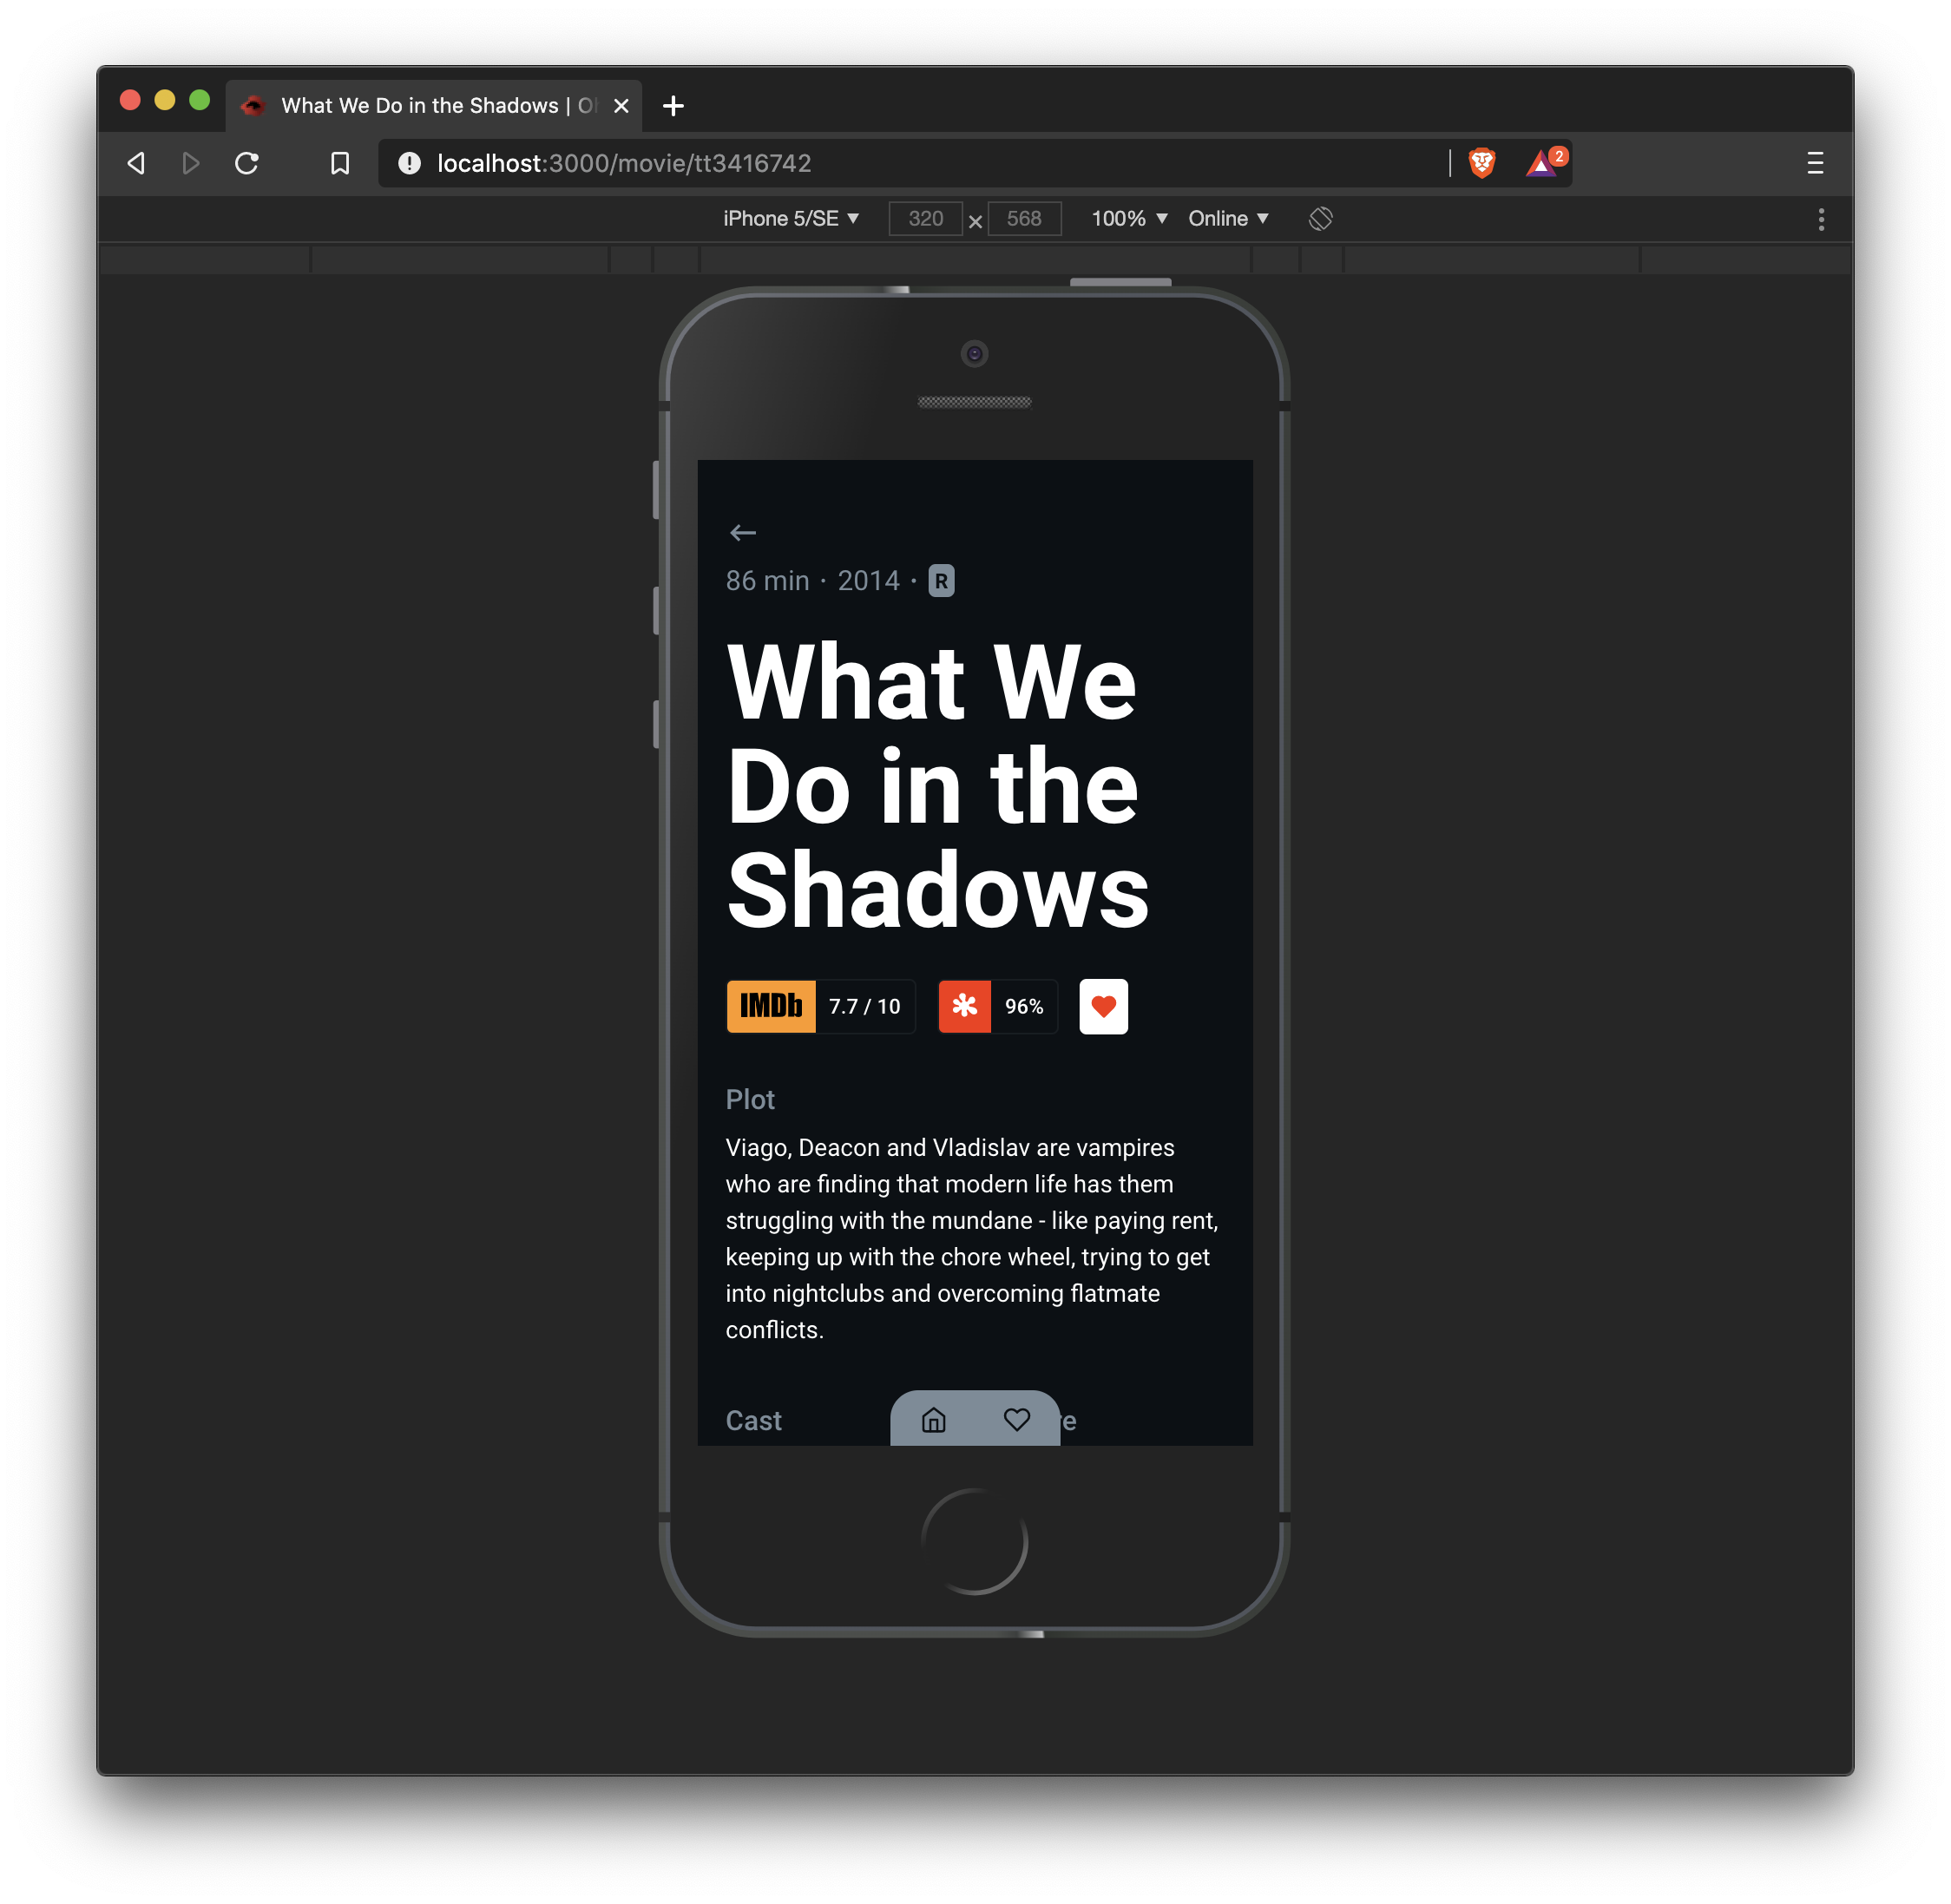 What We Do in the Shadows | O
localhost:3000/movie/tt3416742
2
iPhone 5/SE 320 × 568 100% Online
86 min · 2014 · R
What We
Do in the
Shadows
IMDb 7.7 / 10 96%
Plot
Viago, Deacon and Vladislav are vampires
who are finding that modern life has them
struggling with the mundane - like paying rent,
keeping up with the chore wheel, trying to get
into nightclubs and overcoming flatmate
conflicts.
Cast